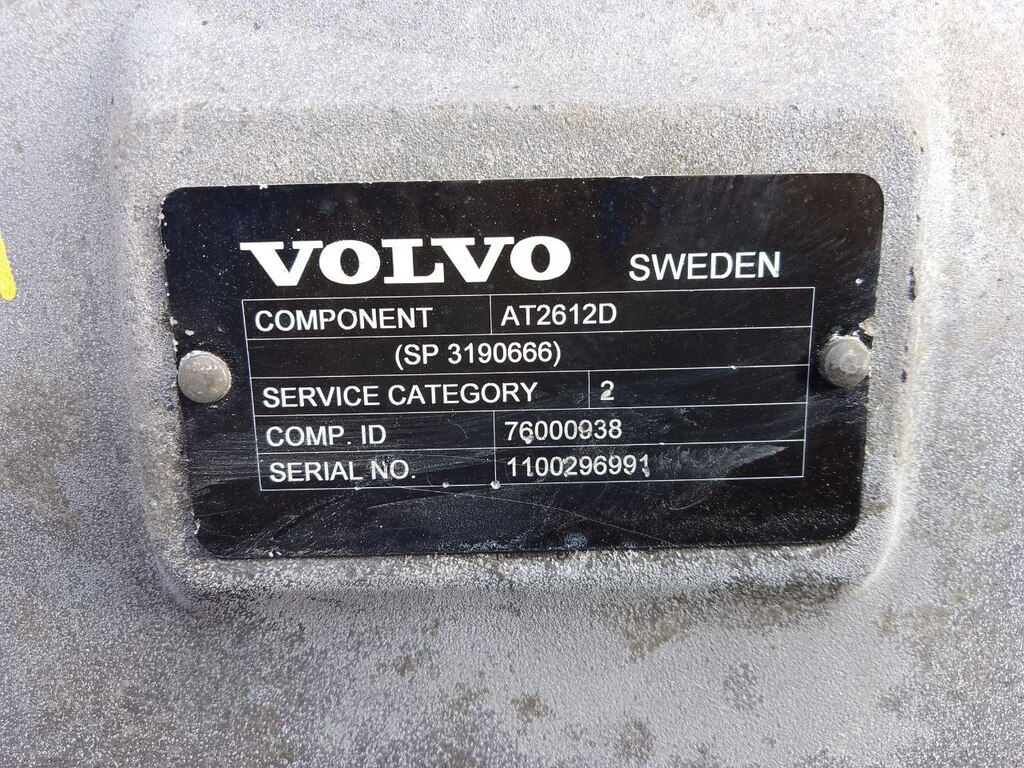 VOLVO SWEDEN
COMPONENT AT2612D
(SP 3190666)
SERVICE CATEGORY 2
COMP. ID 76000938
SERIAL NO. 1100296991